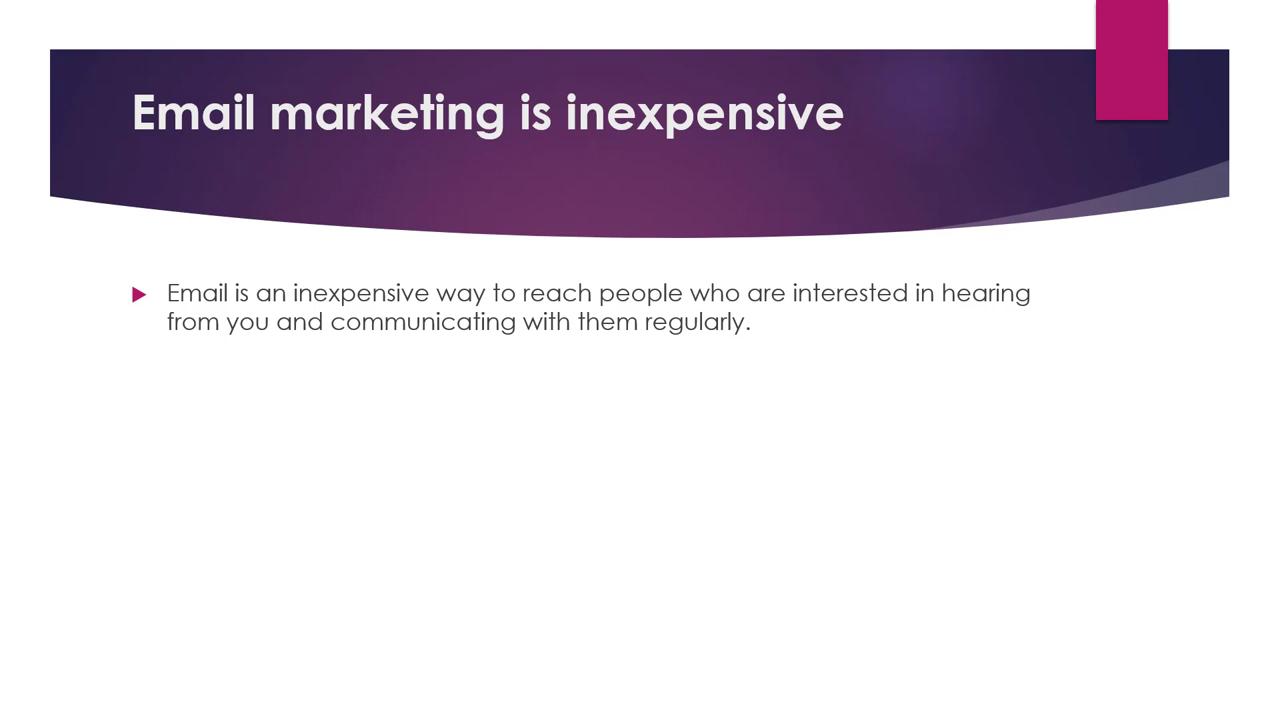 Email marketing is inexpensive
Email is an inexpensive way to reach people who are interested in hearing
from you and communicating with them regularly.